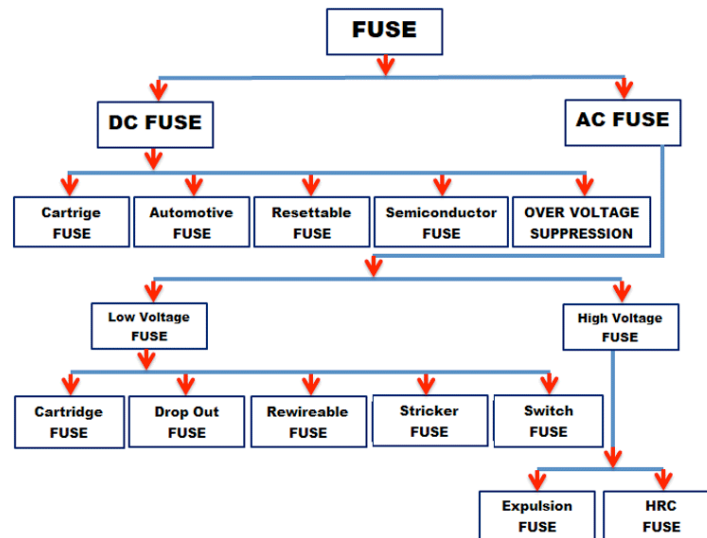 FUSE
DC FUSE
AC FUSE
Cartrige
FUSE
Automotive
FUSE
Resettable
FUSE
Semiconductor
FUSE
OVER VOLTAGE
SUPPRESSION
Low Voltage
FUSE
High Voltage
FUSE
Cartridge
FUSE
Drop Out
FUSE
Rewireable
FUSE
Stricker
FUSE
Switch
FUSE
Expulsion
FUSE
HRC
FUSE